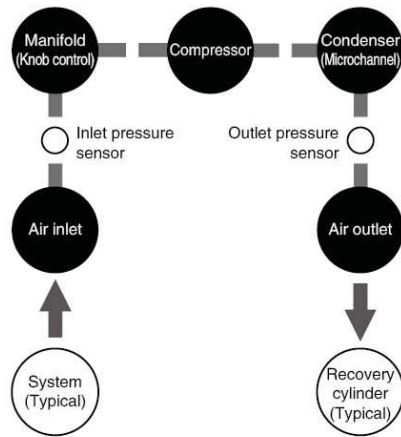 Manifold
(Knob control)
Compressor
Condenser
(Microchannel)
Inlet pressure
sensor
Outlet pressure
sensor
Air inlet
Air outlet
System
(Typical)
Recovery
cylinder
(Typical)